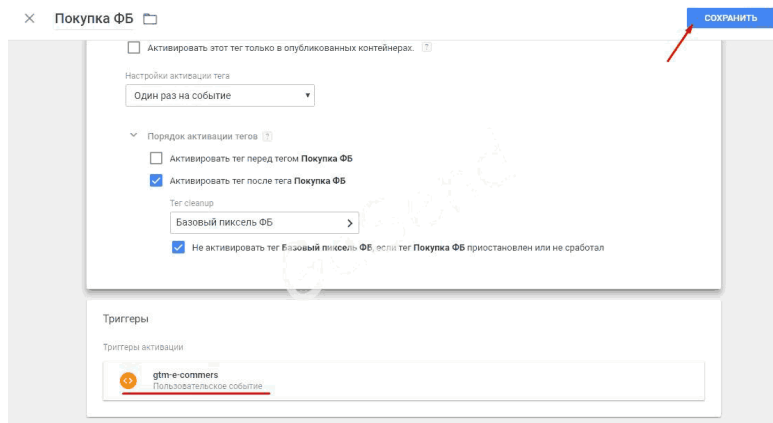 Покупка ФБ
СОХРАНИТЬ
Активировать этот тег только в опубликованных контейнерах. ?
Настройки активации тега
Один раз на событие
Порядок активации тегов ?
Активировать тег перед тегом Покупка ФБ
Активировать тег после тега Покупка ФБ
Тег cleanup
Базовый пиксель ФБ
Не активировать тег Базовый пиксель ФБ, если тег Покупка ФБ приостановлен или не сработал
Триггеры
Триггеры активации
gtm-e-commers
Пользовательское событие